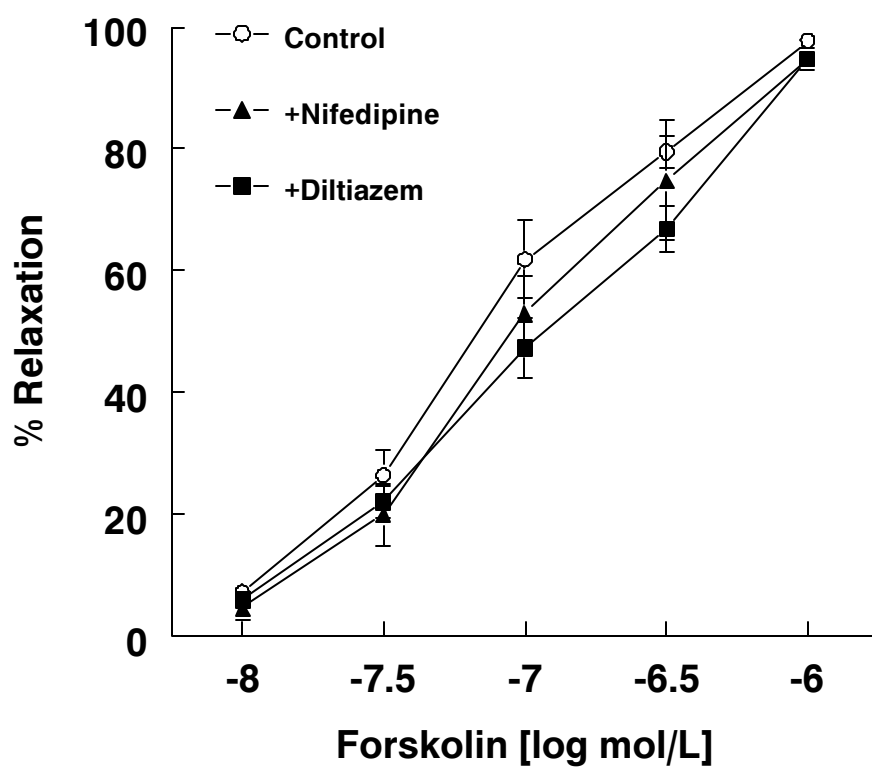 100
80
60
40
20
0
% Relaxation
Control
+Nifedipine
+Diltiazem
-8 -7.5 -7 -6.5 -6
Forskolin [log mol/L]